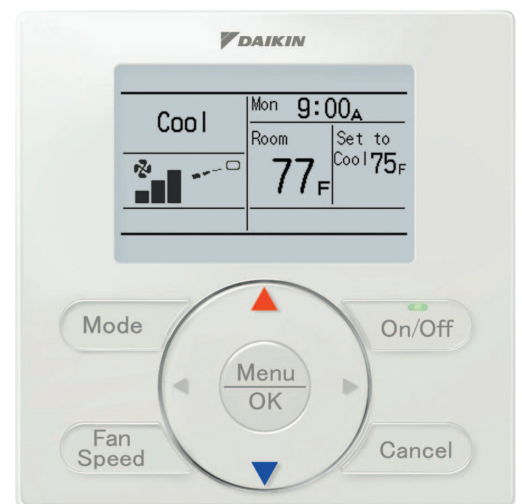 DAIKIN
Cool
Mon 9:00A
Room
77F
Set to
Cool 75F
Mode
On/Off
Menu
OK
Fan
Speed
Cancel